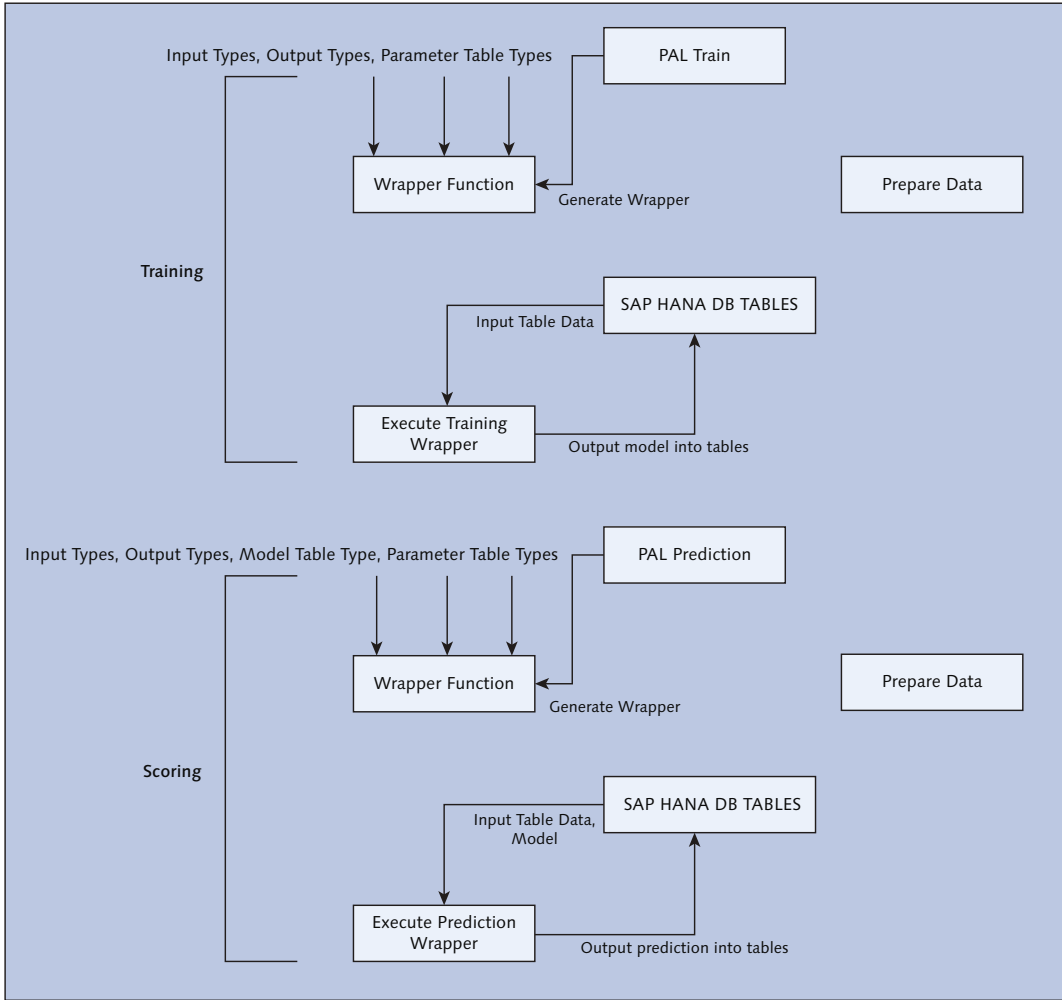 Input Types, Output Types, Parameter Table Types
PAL Train
Wrapper Function
Generate Wrapper
Prepare Data
Training
SAP HANA DB TABLES
Input Table Data
Execute Training
Wrapper
Output model into tables
Input Types, Output Types, Model Table Type, Parameter Table Types
PAL Prediction
Wrapper Function
Generate Wrapper
Prepare Data
Scoring
SAP HANA DB TABLES
Input Table Data,
Model
Execute Prediction
Wrapper
Output prediction into tables